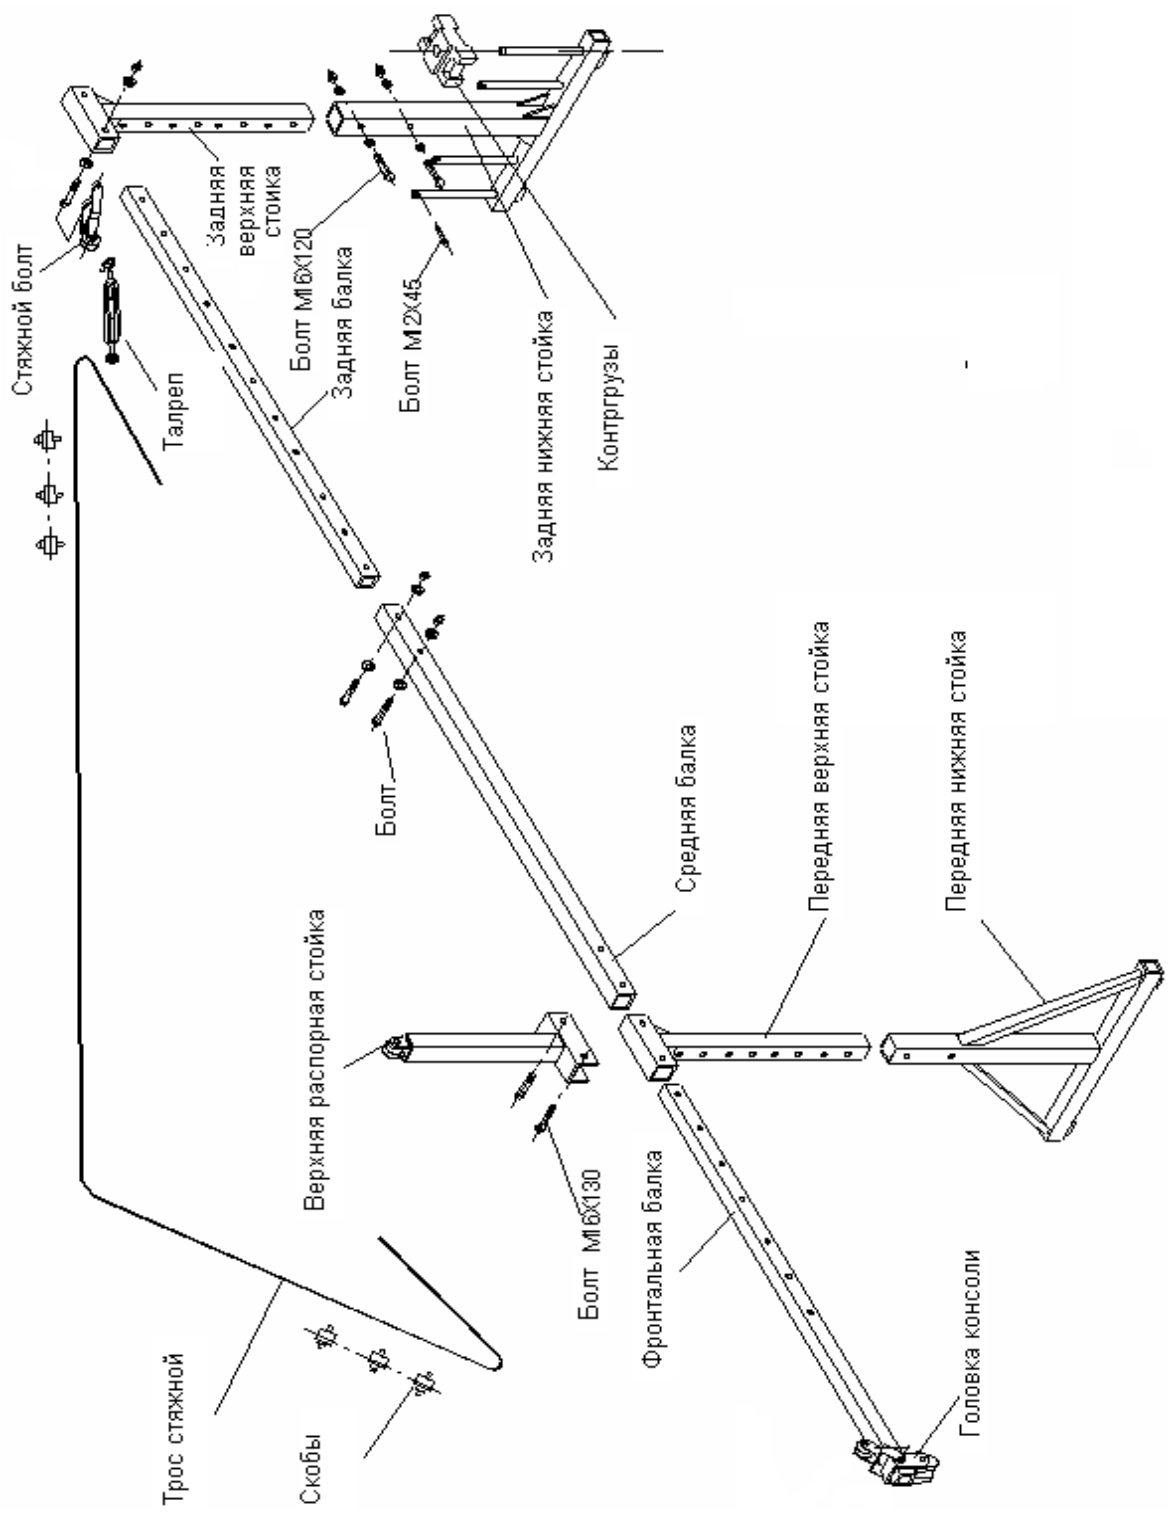 Стяжной болт
Талреп
Задняя
верхняя
стойка
Болт М16Х120
Задняя балка
Болт М12Х45
Задняя нижняя стойка
Контргрузы
Болт
Средняя балка
Передняя верхняя стойка
Передняя нижняя стойка
Верхняя распорная стойка
Болт М16Х130
Фронтальная балка
Головка консоли
Трос стяжной
Скобы